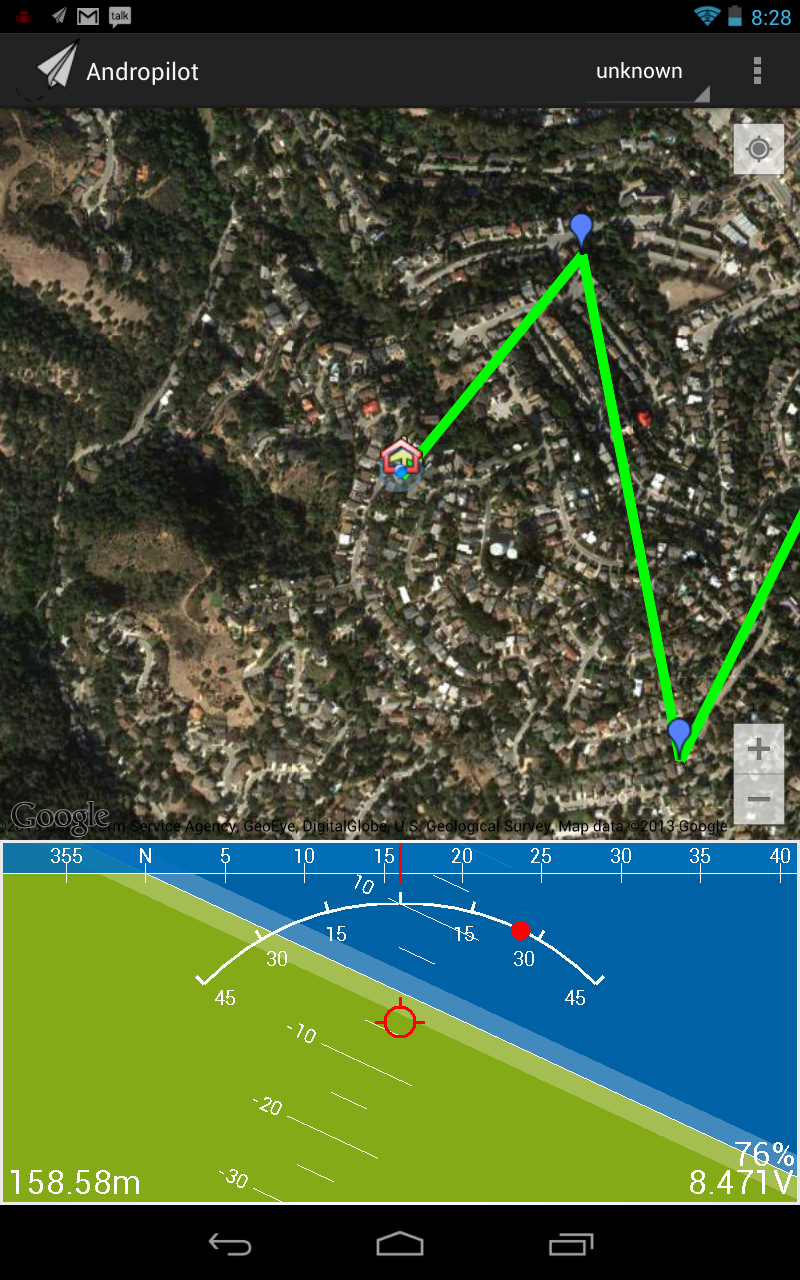 talk 8:28
Andropilot unknown
Google
Service Agency, GeoEye, DigitalGlobe, U.S. Geological Survey, Map data ©2013 Google
355 N 5 10 15 20 25 30 35 40
10
15 15
30 30
45 45
-10
-20
-30
76%
158.58m 8.471V